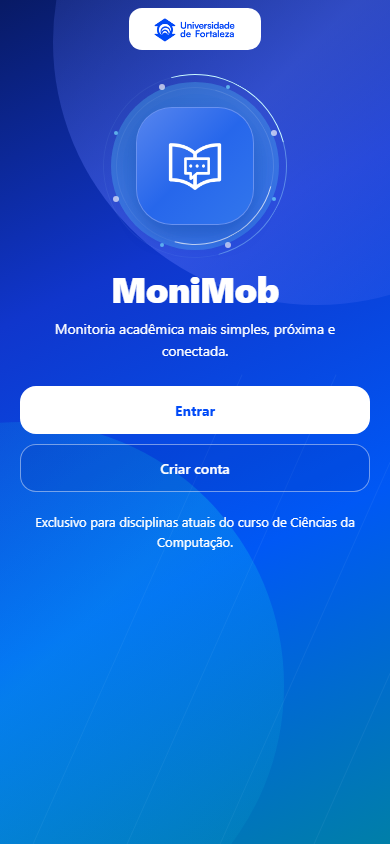 Universidade
de Fortaleza
MoniMob
Monitoria acadêmica mais simples, próxima e
conectada.
Entrar
Criar conta
Exclusivo para disciplinas atuais do curso de Ciências da
Computação.